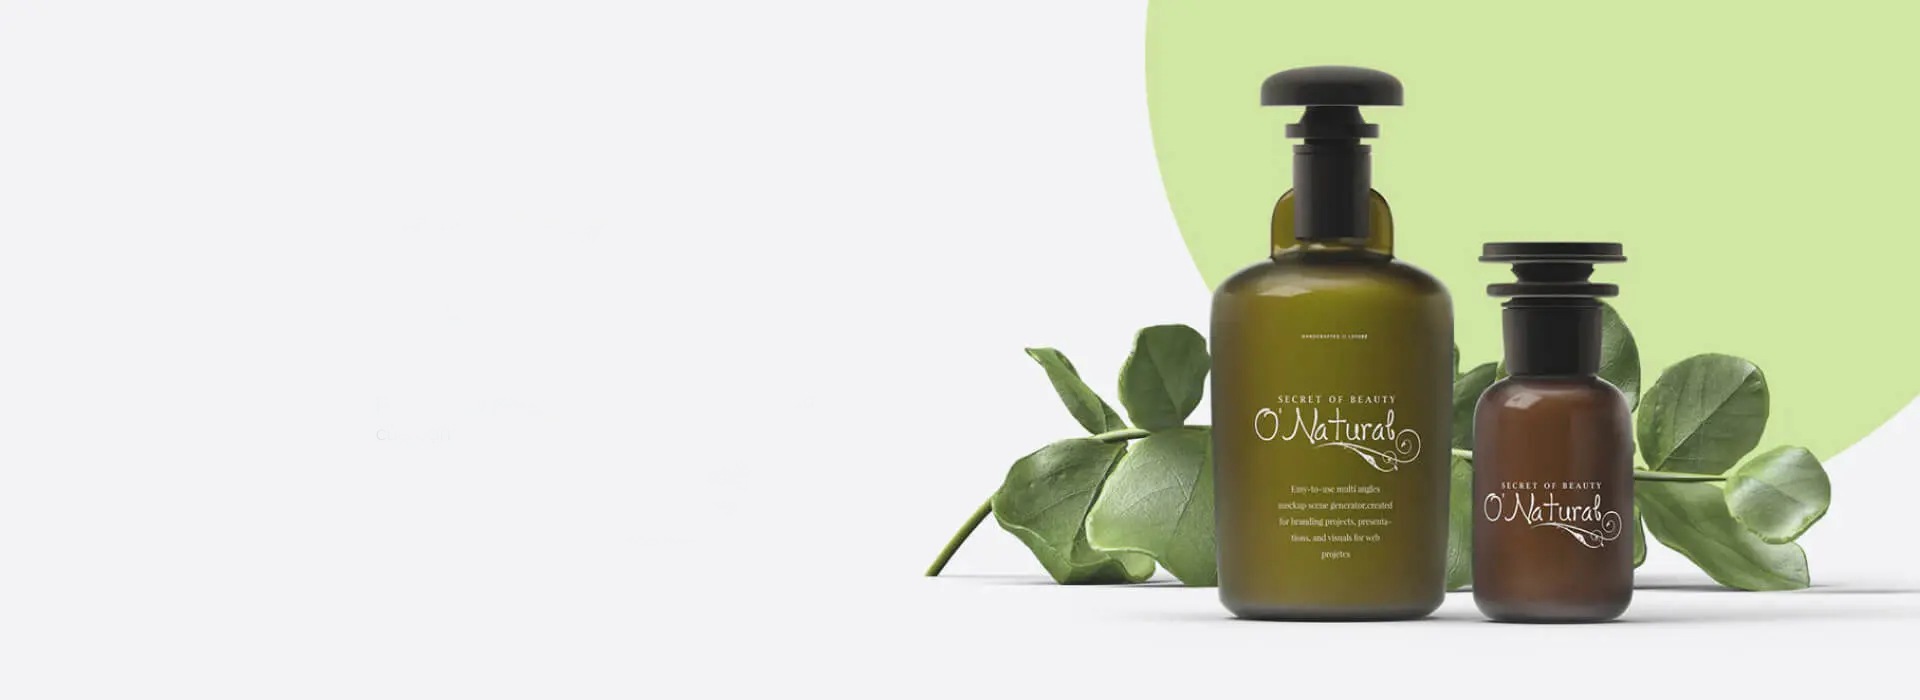 SECRET OF BEAUTY
O'Natural
Easy-to-use multi angles
mockup scene generator,created
for branding projects, presenta-
tions, and visuals for web
projetcs
SECRET OF BEAUTY
O'Natural